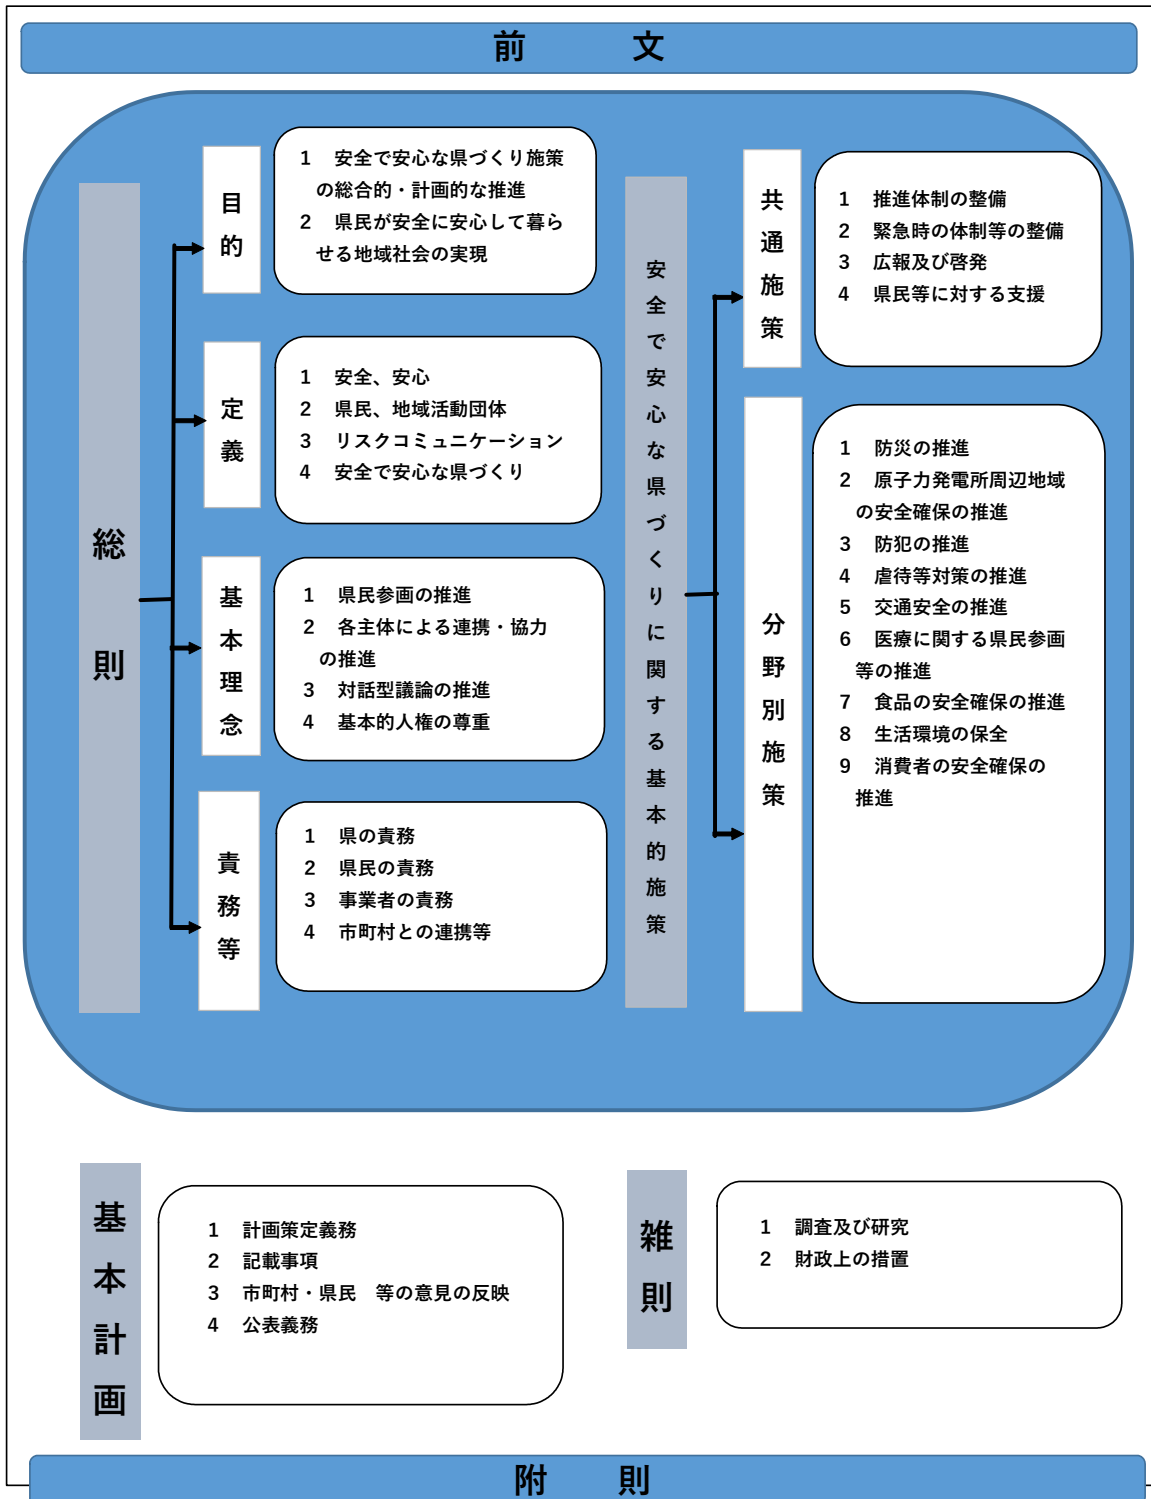 前　文
総則
目的
1　安全で安心な県づくり施策
の総合的・計画的な推進
2　県民が安全に安心して暮ら
せる地域社会の実現
定義
1　安全、安心
2　県民、地域活動団体
3　リスクコミュニケーション
4　安全で安心な県づくり
基本理念
1　県民参画の推進
2　各主体による連携・協力
の推進
3　対話型議論の推進
4　基本的人権の尊重
責務等
1　県の責務
2　県民の責務
3　事業者の責務
4　市町村との連携等
安全で安心な県づくりに関する基本的施策
共通施策
1　推進体制の整備
2　緊急時の体制等の整備
3　広報及び啓発
4　県民等に対する支援
分野別施策
1　防災の推進
2　原子力発電所周辺地域
の安全確保の推進
3　防犯の推進
4　虐待等対策の推進
5　交通安全の推進
6　医療に関する県民参画
等の推進
7　食品の安全確保の推進
8　生活環境の保全
9　消費者の安全確保の
推進
基本計画
1　計画策定義務
2　記載事項
3　市町村・県民　等の意見の反映
4　公表義務
雑則
1　調査及び研究
2　財政上の措置
附　則